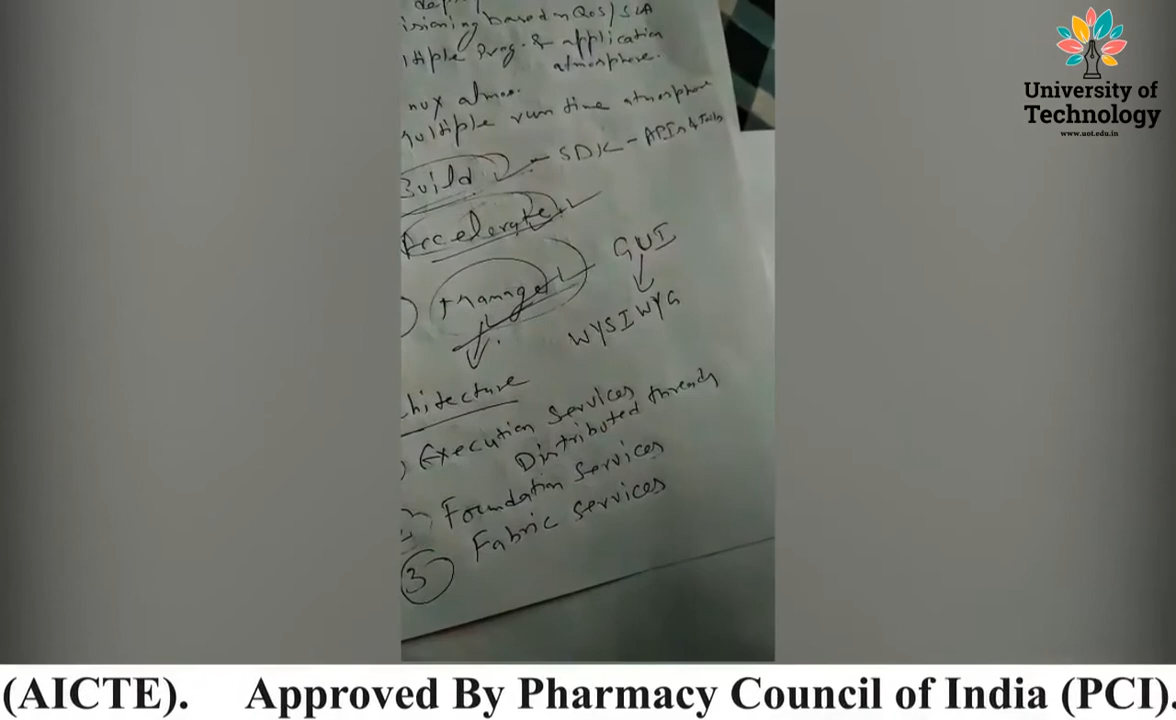 isioning based on QoS/SLA
ltiple Prog. & application
atmosphere.
nux atmos.
multiple run time atmosphere
Build - SDK - APIs & Tools
Accelerate
Manage GUI
WYSIWYG
hitecture
) Execution Services
Distributed threads
Foundation Services
3 Fabric Services
University of
Technology
www.uot.edu.in
(AICTE). Approved By Pharmacy Council of India (PCI).